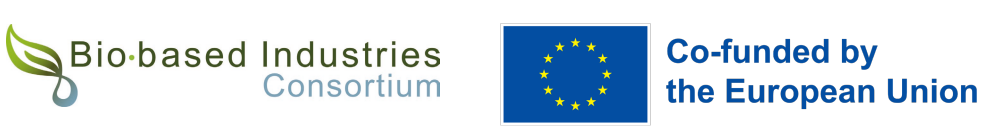 Bio·based Industries
Consortium
Co-funded by
the European Union